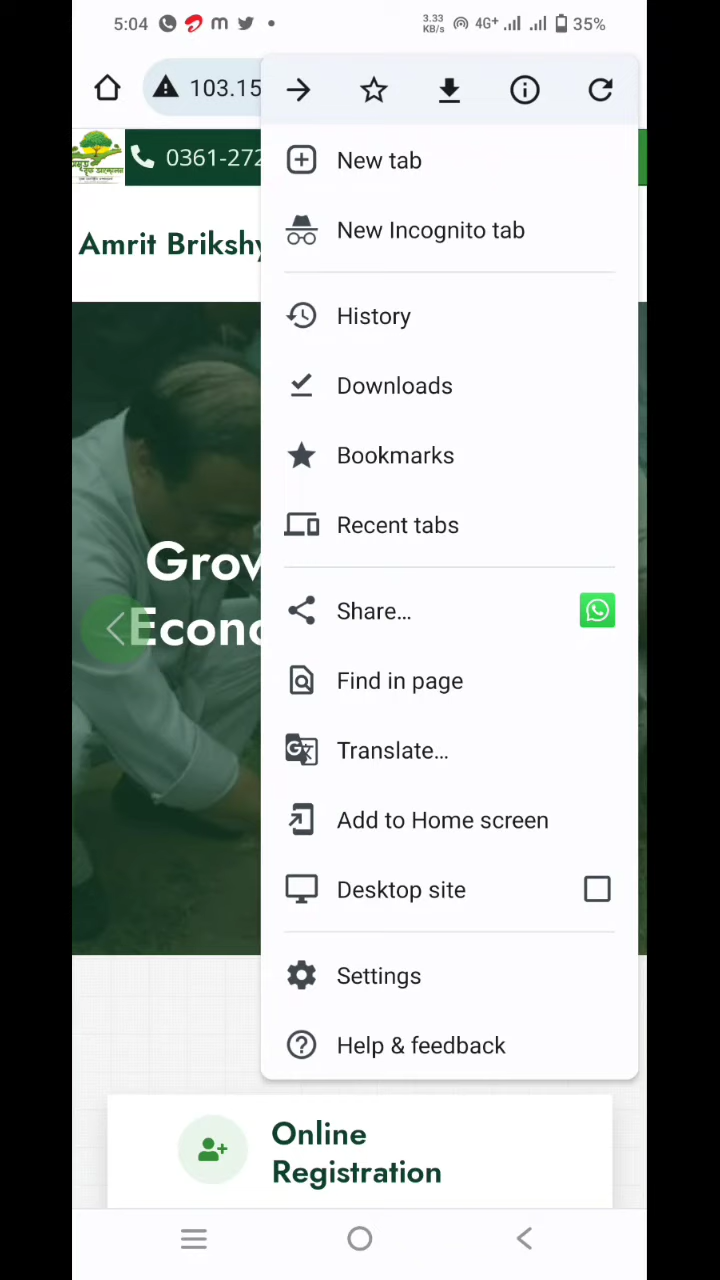 5:04
3.33
KB/s
4G+
35%
103.15
0361-272
Amrit Brikshy
New tab
New Incognito tab
History
Downloads
Bookmarks
Recent tabs
Grow
Econo
Share...
Find in page
Translate...
Add to Home screen
Desktop site
Settings
Help & feedback
Online
Registration